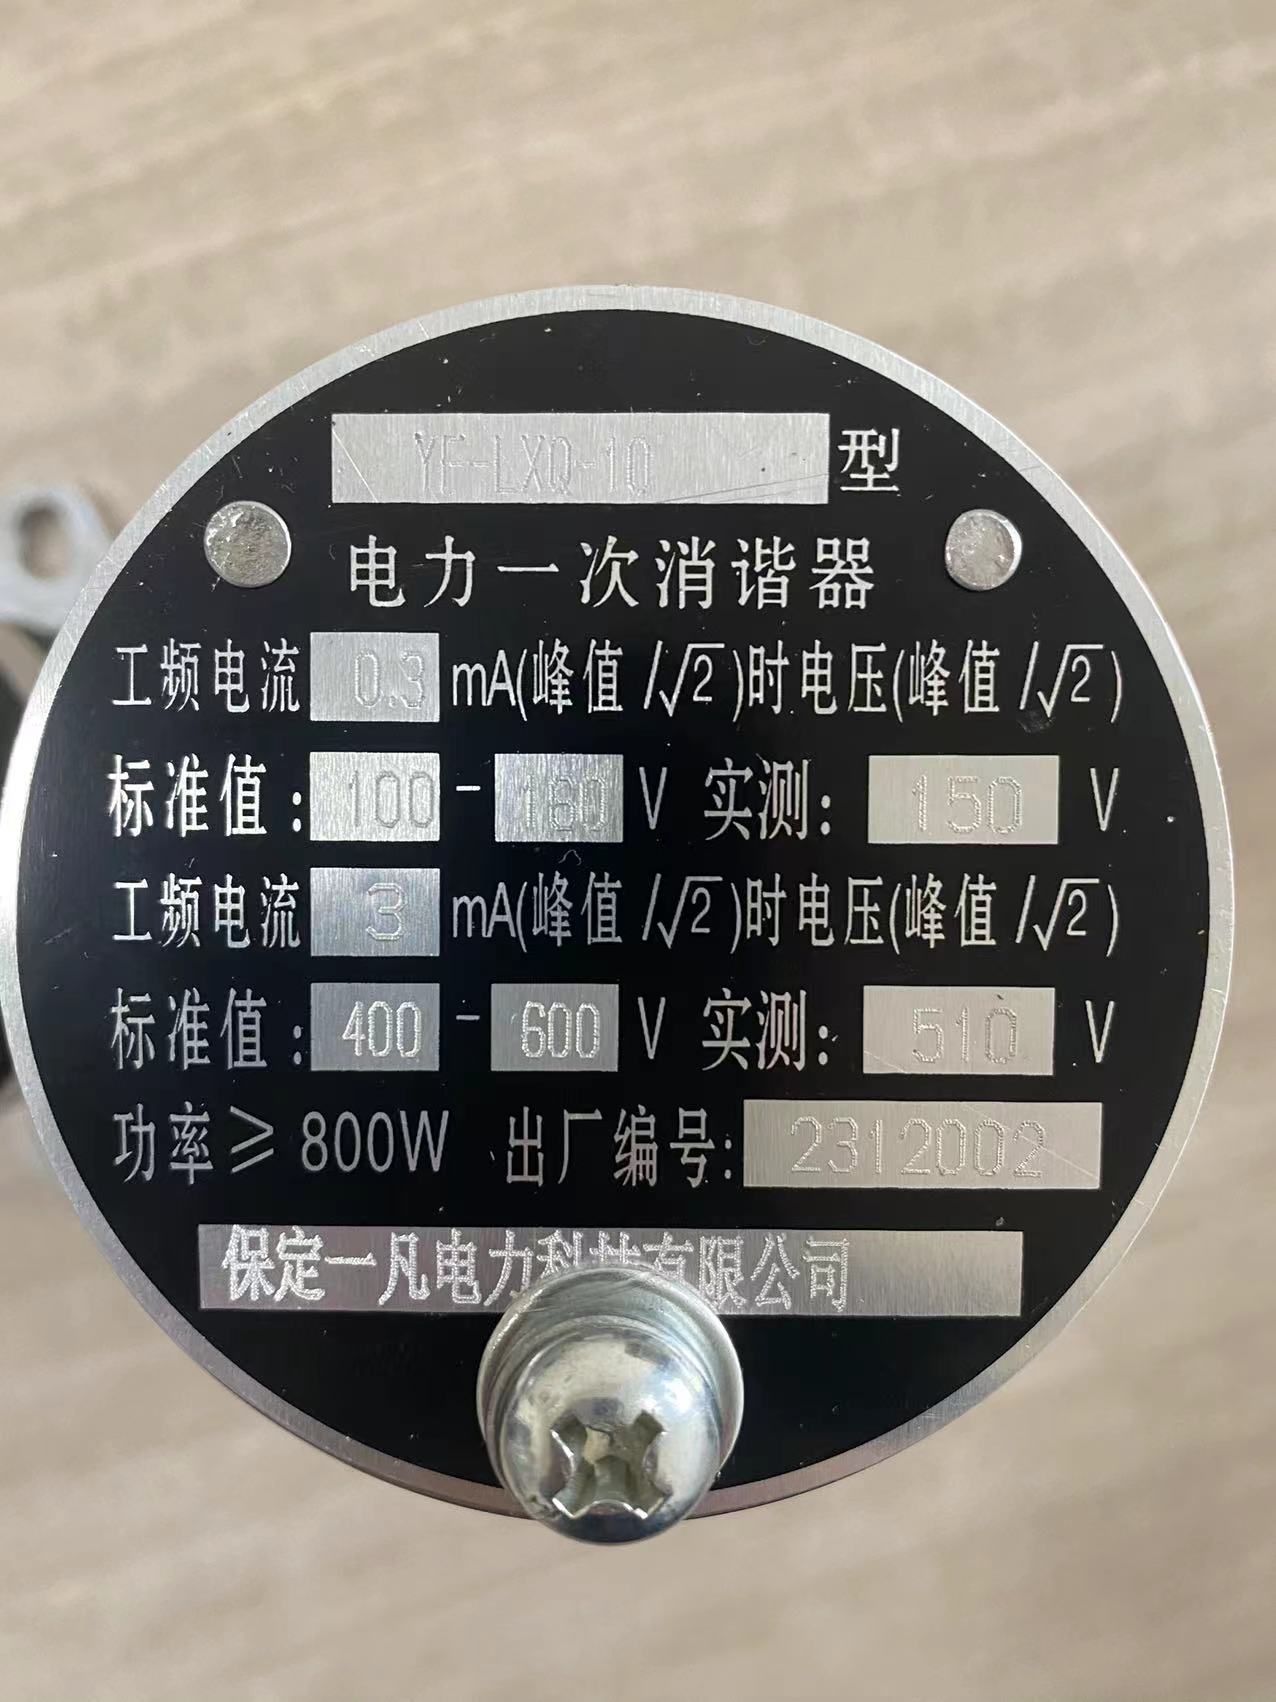 YF-LXQ-10 型
电力一次消谐器
工频电流 0.3 mA(峰值/√2)时电压(峰值/√2)
标准值: 100 - 160 V 实测: 150 V
工频电流 3 mA(峰值/√2)时电压(峰值/√2)
标准值: 400 - 600 V 实测: 510 V
功率≥800W 出厂编号: 2312002
保定一凡电力科技有限公司